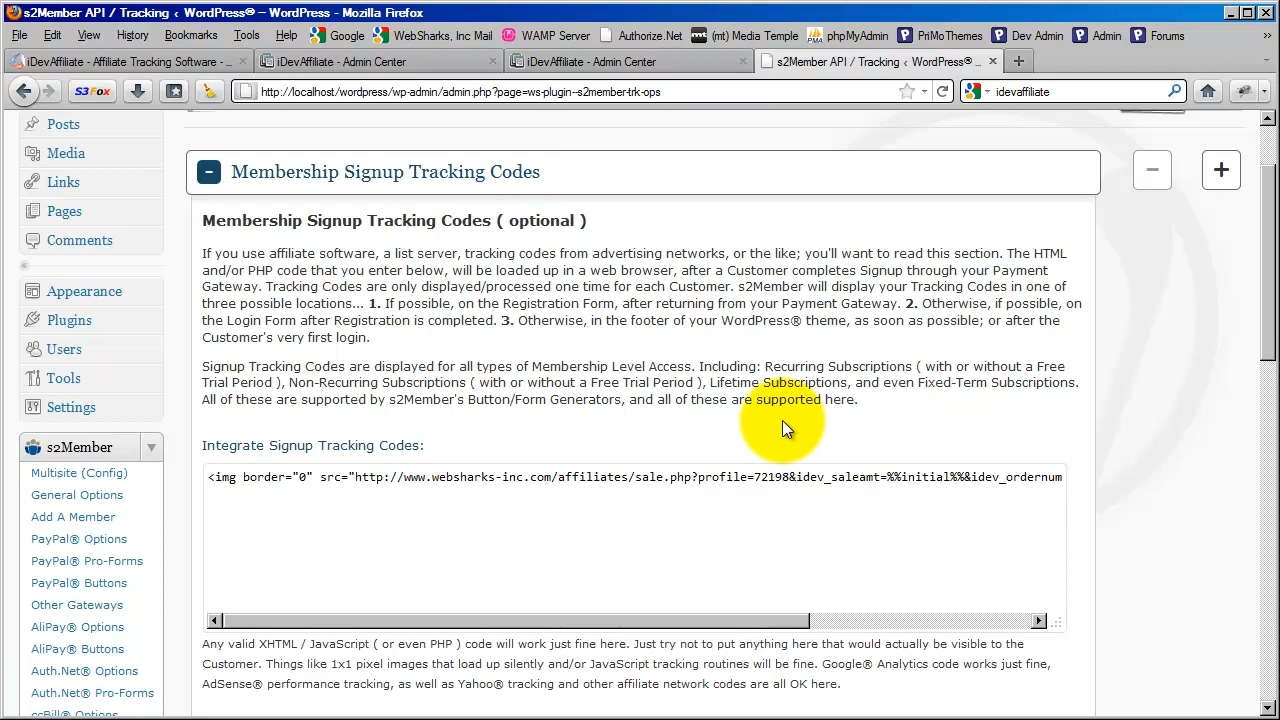 s2Member API / Tracking ‹ WordPress® – WordPress - Mozilla Firefox
File Edit View History Bookmarks Tools Help Google WebSharks, Inc Mail WAMP Server Authorize.Net (mt) Media Temple phpMyAdmin PriMoThemes Dev Admin Admin Forums »
iDevAffiliate - Affiliate Tracking Software - ... iDevAffiliate - Admin Center iDevAffiliate - Admin Center s2Member API / Tracking ‹ WordPress® ...
S3Fox http://localhost/wordpress/wp-admin/admin.php?page=ws-plugin--s2member-trk-ops idevaffiliate
Posts
Media
Links
Pages
Comments
Appearance
Plugins
Users
Tools
Settings
s2Member
Multisite (Config)
General Options
Add A Member
PayPal® Options
PayPal® Pro-Forms
PayPal® Buttons
Other Gateways
AliPay® Options
AliPay® Buttons
Auth.Net® Options
Auth.Net® Pro-Forms
ccBill® Options
Membership Signup Tracking Codes
Membership Signup Tracking Codes ( optional )
If you use affiliate software, a list server, tracking codes from advertising networks, or the like; you'll want to read this section. The HTML
and/or PHP code that you enter below, will be loaded up in a web browser, after a Customer completes Signup through your Payment
Gateway. Tracking Codes are only displayed/processed one time for each Customer. s2Member will display your Tracking Codes in one of
three possible locations... 1. If possible, on the Registration Form, after returning from your Payment Gateway. 2. Otherwise, if possible, on
the Login Form after Registration is completed. 3. Otherwise, in the footer of your WordPress® theme, as soon as possible; or after the
Customer's very first login.
Signup Tracking Codes are displayed for all types of Membership Level Access. Including: Recurring Subscriptions ( with or without a Free
Trial Period ), Non-Recurring Subscriptions ( with or without a Free Trial Period ), Lifetime Subscriptions, and even Fixed-Term Subscriptions.
All of these are supported by s2Member's Button/Form Generators, and all of these are supported here.
Integrate Signup Tracking Codes:
<img border="0" src="http://www.websharks-inc.com/affiliates/sale.php?profile=72198&idev_saleamt=%%initial%%&idev_ordernum
Any valid XHTML / JavaScript ( or even PHP ) code will work just fine here. Just try not to put anything here that would actually be visible to the
Customer. Things like 1x1 pixel images that load up silently and/or JavaScript tracking routines will be fine. Google® Analytics code works just fine,
AdSense® performance tracking, as well as Yahoo® tracking and other affiliate network codes are all OK here.